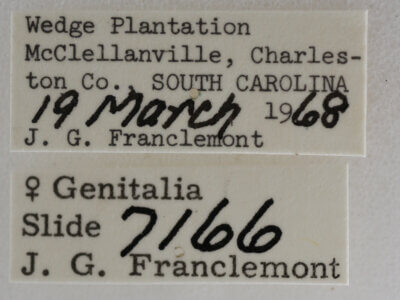 Wedge Plantation
McClellanville, Charles-
ton Co., SOUTH CAROLINA
19 March 1968
J. G. Franclemont
♀ Genitalia
Slide 7166
J. G. Franclemont